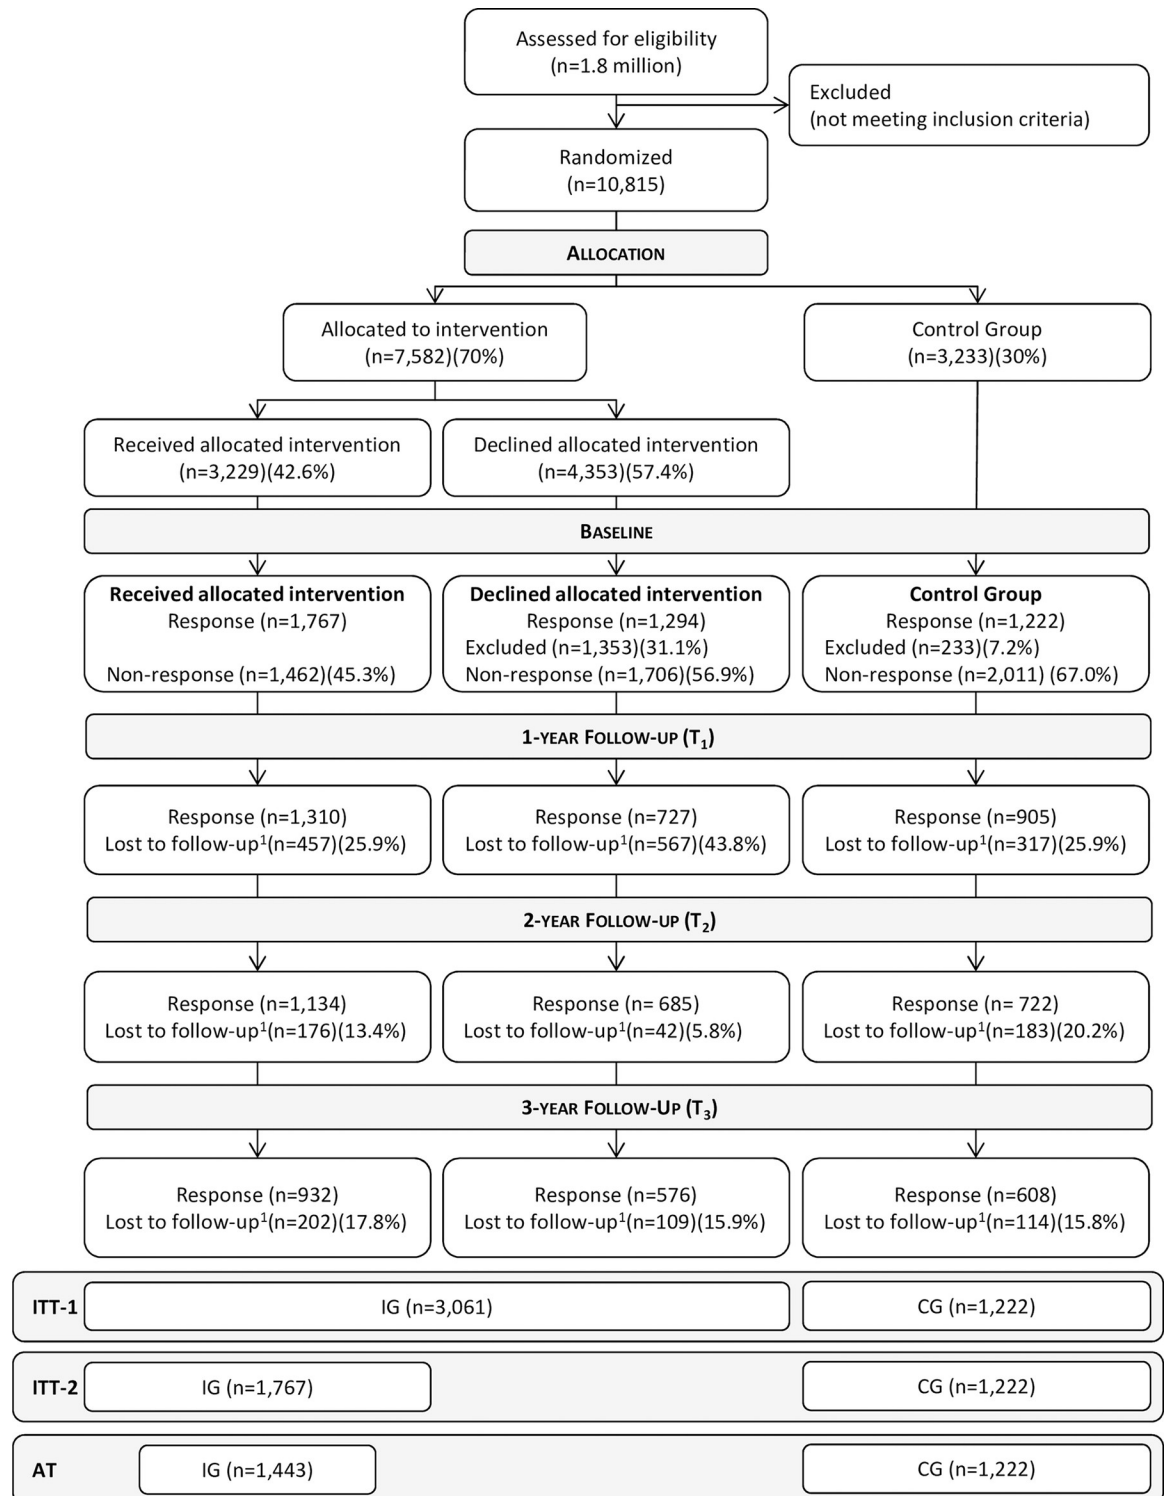 Assessed for eligibility
(n=1.8 million)
Excluded
(not meeting inclusion criteria)
Randomized
(n=10,815)
ALLOCATION
Allocated to intervention
(n=7,582)(70%)
Control Group
(n=3,233)(30%)
Received allocated intervention
(n=3,229)(42.6%)
Declined allocated intervention
(n=4,353)(57.4%)
BASELINE
Received allocated intervention
Response (n=1,767)
Non-response (n=1,462)(45.3%)
Declined allocated intervention
Response (n=1,294)
Excluded (n=1,353)(31.1%)
Non-response (n=1,706)(56.9%)
Control Group
Response (n=1,222)
Excluded (n=233)(7.2%)
Non-response (n=2,011) (67.0%)
1-YEAR FOLLOW-UP (T₁)
Response (n=1,310)
Lost to follow-up¹(n=457)(25.9%)
Response (n=727)
Lost to follow-up¹(n=567)(43.8%)
Response (n=905)
Lost to follow-up¹(n=317)(25.9%)
2-YEAR FOLLOW-UP (T₂)
Response (n=1,134)
Lost to follow-up¹(n=176)(13.4%)
Response (n= 685)
Lost to follow-up¹(n=42)(5.8%)
Response (n= 722)
Lost to follow-up¹(n=183)(20.2%)
3-YEAR FOLLOW-UP (T₃)
Response (n=932)
Lost to follow-up¹(n=202)(17.8%)
Response (n=576)
Lost to follow-up¹(n=109)(15.9%)
Response (n=608)
Lost to follow-up¹(n=114)(15.8%)
ITT-1 IG (n=3,061) CG (n=1,222)
ITT-2 IG (n=1,767) CG (n=1,222)
AT IG (n=1,443) CG (n=1,222)